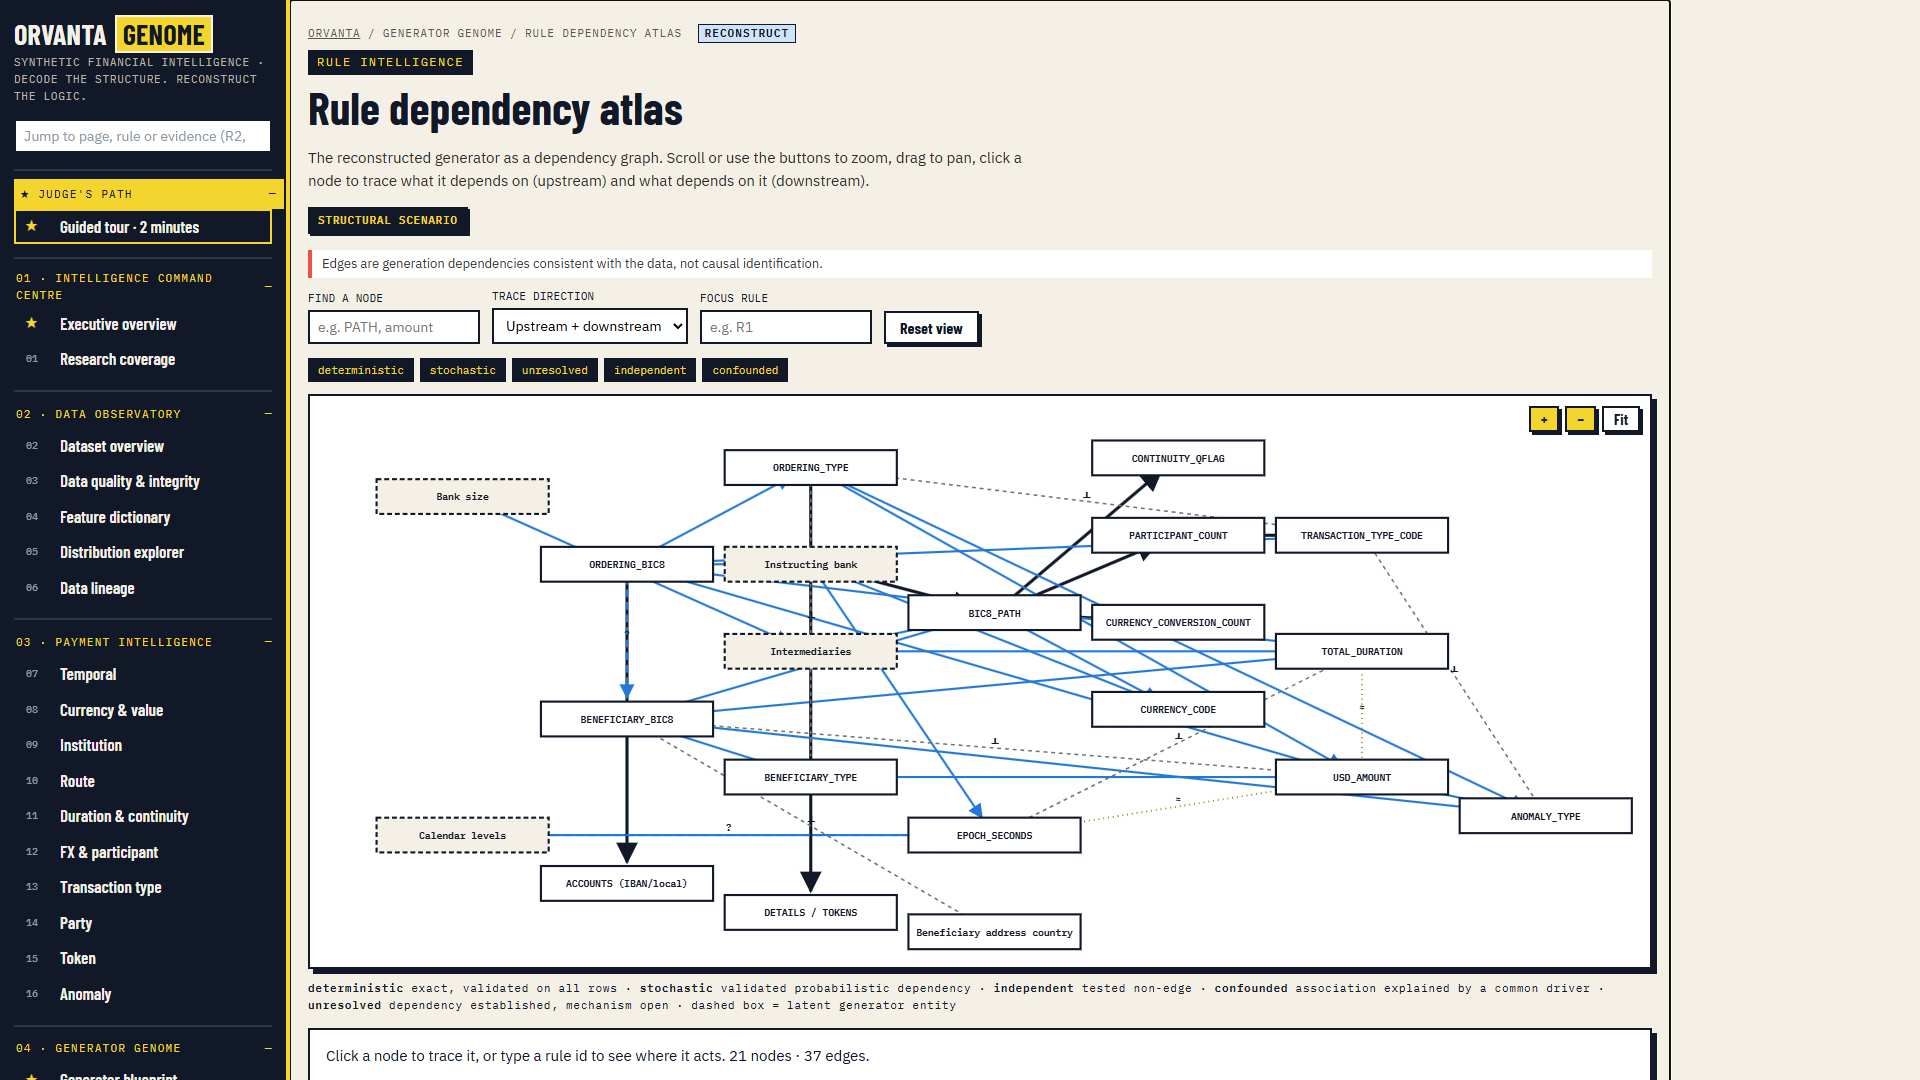 ORVANTA GENOME
SYNTHETIC FINANCIAL INTELLIGENCE ·
DECODE THE STRUCTURE. RECONSTRUCT
THE LOGIC.
Jump to page, rule or evidence (R2,
★ JUDGE'S PATH –
★ Guided tour · 2 minutes
01 · INTELLIGENCE COMMAND
CENTRE –
★ Executive overview
01 Research coverage
02 · DATA OBSERVATORY –
02 Dataset overview
03 Data quality & integrity
04 Feature dictionary
05 Distribution explorer
06 Data lineage
03 · PAYMENT INTELLIGENCE –
07 Temporal
08 Currency & value
09 Institution
10 Route
11 Duration & continuity
12 FX & participant
13 Transaction type
14 Party
15 Token
16 Anomaly
04 · GENERATOR GENOME –
★ Generator blueprint
ORVANTA / GENERATOR GENOME / RULE DEPENDENCY ATLAS RECONSTRUCT
RULE INTELLIGENCE
Rule dependency atlas
The reconstructed generator as a dependency graph. Scroll or use the buttons to zoom, drag to pan, click a
node to trace what it depends on (upstream) and what depends on it (downstream).
STRUCTURAL SCENARIO
Edges are generation dependencies consistent with the data, not causal identification.
FIND A NODE TRACE DIRECTION FOCUS RULE
e.g. PATH, amount Upstream + downstream e.g. R1 Reset view
deterministic stochastic unresolved independent confounded
+ − Fit
CONTINUITY_QFLAG
ORDERING_TYPE
Bank size
⊥
PARTICIPANT_COUNT TRANSACTION_TYPE_CODE
ORDERING_BIC8 Instructing bank
BIC8_PATH
CURRENCY_CONVERSION_COUNT
Intermediaries TOTAL_DURATION
⊥
CURRENCY_CODE ≈
BENEFICIARY_BIC8
⊥ ⊥
BENEFICIARY_TYPE USD_AMOUNT
≈
ANOMALY_TYPE
? ⊥
Calendar levels EPOCH_SECONDS
ACCOUNTS (IBAN/local)
DETAILS / TOKENS
Beneficiary address country
deterministic exact, validated on all rows · stochastic validated probabilistic dependency · independent tested non-edge · confounded association explained by a common driver ·
unresolved dependency established, mechanism open · dashed box = latent generator entity
Click a node to trace it, or type a rule id to see where it acts. 21 nodes · 37 edges.